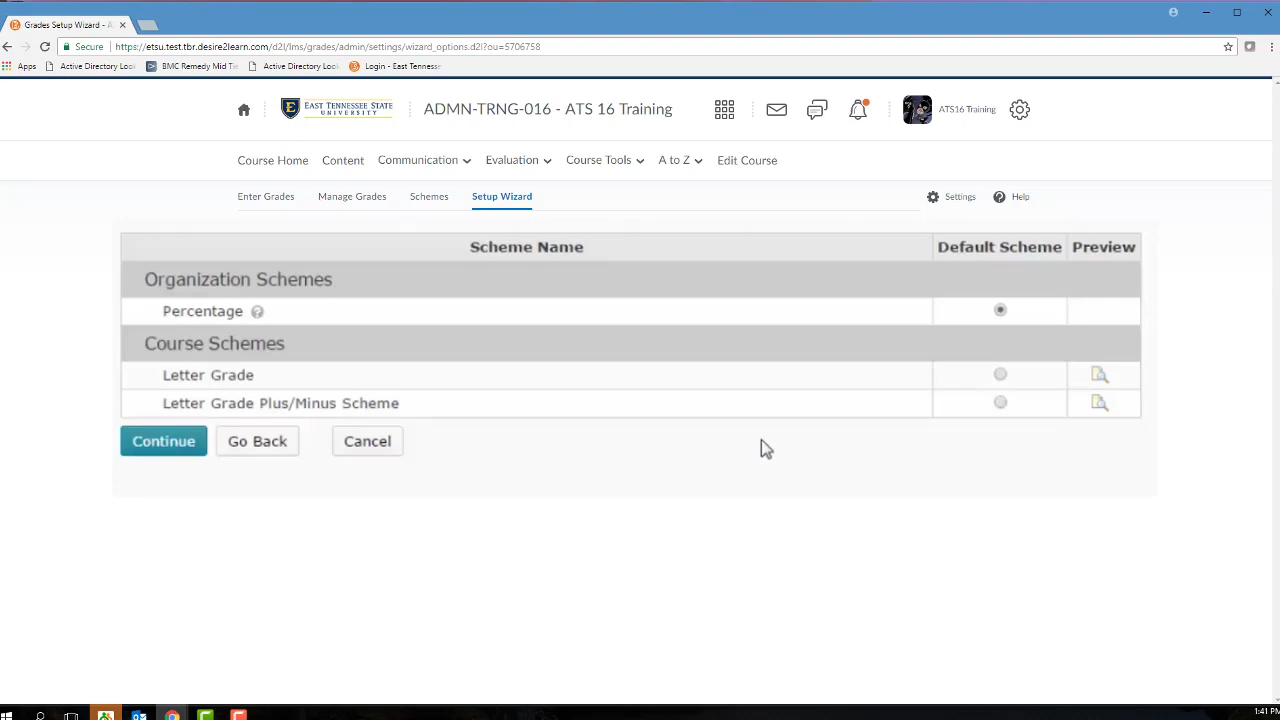 Grades Setup Wizard - A
Secure https://etsu.test.tbr.desire2learn.com/d2l/lms/grades/admin/settings/wizard_options.d2l?ou=5706758
Apps Active Directory Look BMC Remedy Mid Tie Active Directory Look Login - East Tennesse
EAST TENNESSEE STATE
UNIVERSITY
ADMN-TRNG-016 - ATS 16 Training
ATS16 Training
Course Home Content Communication Evaluation Course Tools A to Z Edit Course
Enter Grades Manage Grades Schemes Setup Wizard Settings Help
Scheme Name Default Scheme Preview
Organization Schemes
Percentage
Course Schemes
Letter Grade
Letter Grade Plus/Minus Scheme
Continue Go Back Cancel
1:41 PM